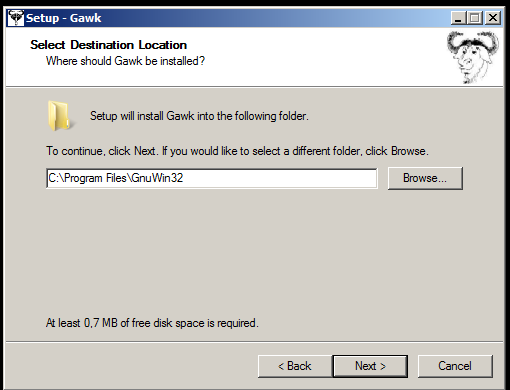 Setup - Gawk
Select Destination Location
Where should Gawk be installed?
Setup will install Gawk into the following folder.
To continue, click Next. If you would like to select a different folder, click Browse.
C:\Program Files\GnuWin32
Browse...
At least 0,7 MB of free disk space is required.
< Back
Next >
Cancel